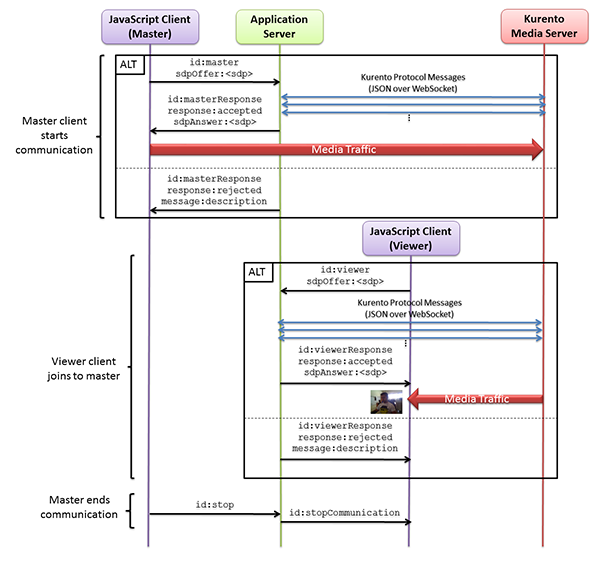 JavaScript Client
(Master)
Application
Server
Kurento
Media Server
ALT
id:master
sdpOffer:<sdp>
Kurento Protocol Messages
(JSON over WebSocket)
...
id:masterResponse
response:accepted
sdpAnswer:<sdp>
Master client
starts
communication
Media Traffic
id:masterResponse
response:rejected
message:description
JavaScript Client
(Viewer)
ALT
id:viewer
sdpOffer:<sdp>
Kurento Protocol Messages
(JSON over WebSocket)
...
id:viewerResponse
response:accepted
sdpAnswer:<sdp>
Viewer client
joins to master
Media Traffic
id:viewerResponse
response:rejected
message:description
Master ends
communication
id:stop
id:stopCommunication